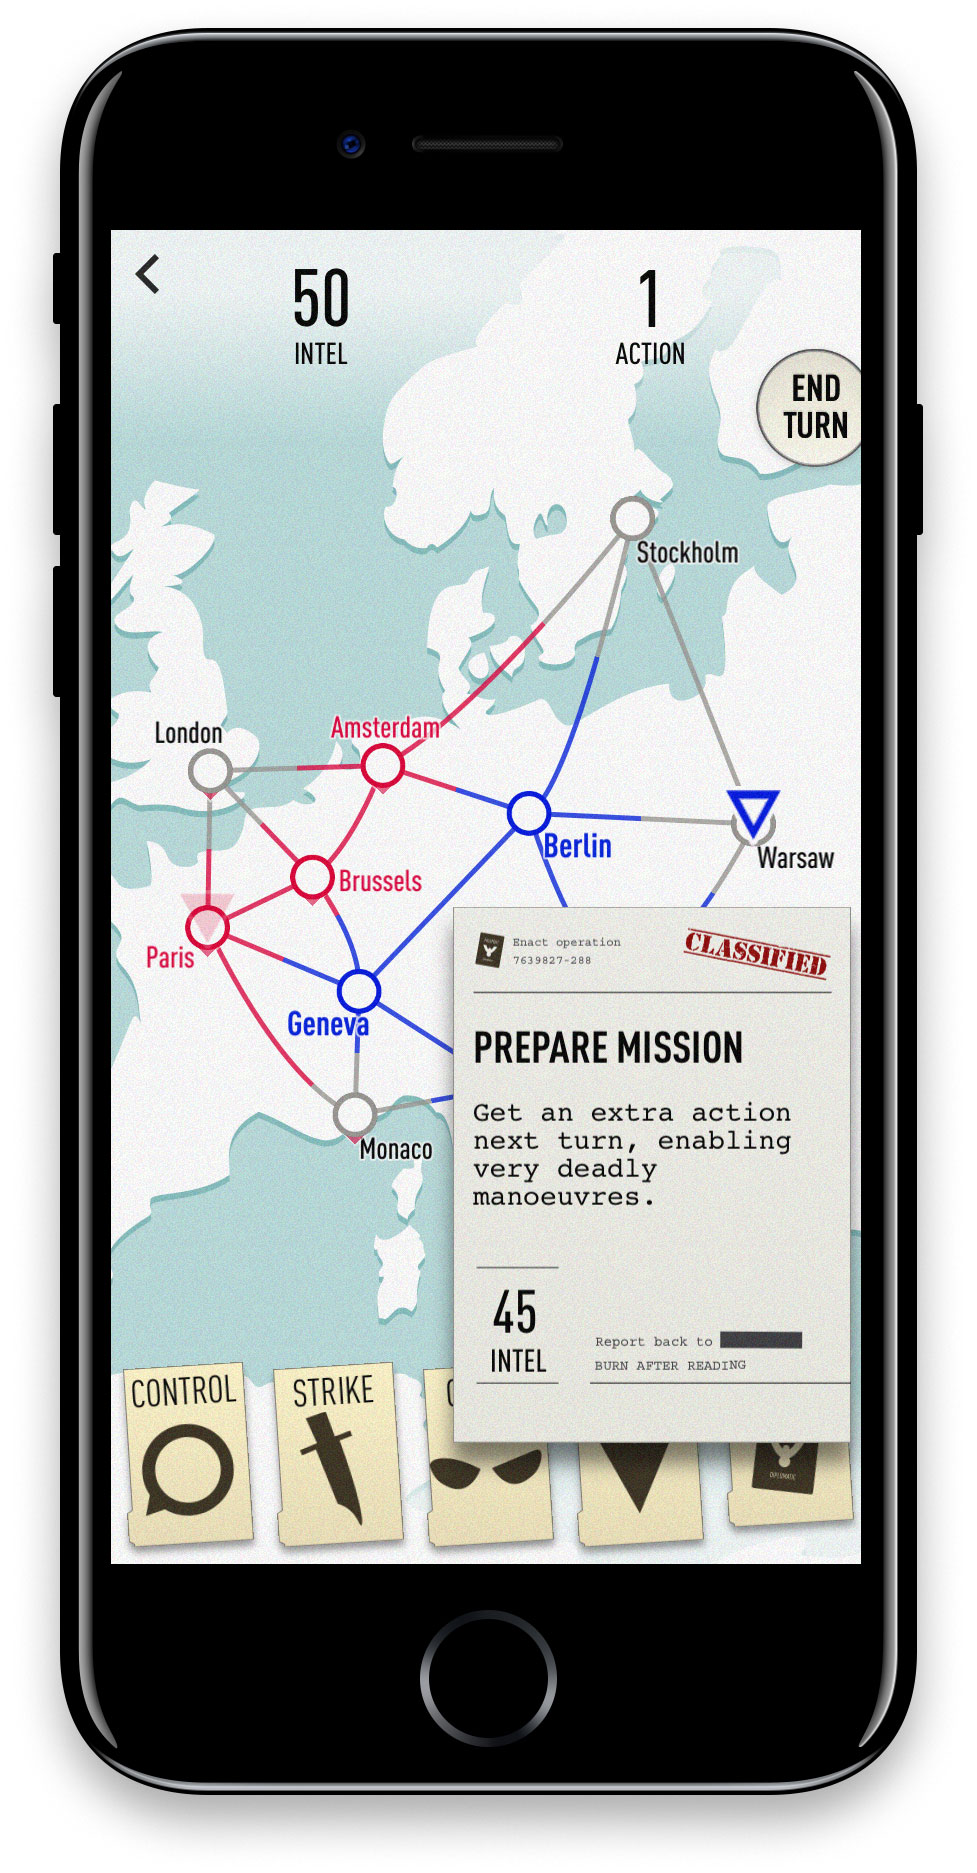 50
INTEL
1
ACTION
END
TURN
Stockholm
London
Amsterdam
Berlin
Warsaw
Brussels
Paris
Geneva
Monaco
Enact operation
7639827-288
CLASSIFIED
PREPARE MISSION
Get an extra action
next turn, enabling
very deadly
manoeuvres.
45
INTEL
Report back to
BURN AFTER READING
CONTROL
STRIKE
DIPLOMATIC